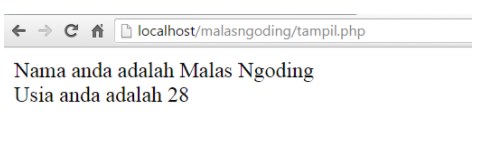 localhost/malasngoding/tampil.php
Nama anda adalah Malas Ngoding
Usia anda adalah 28